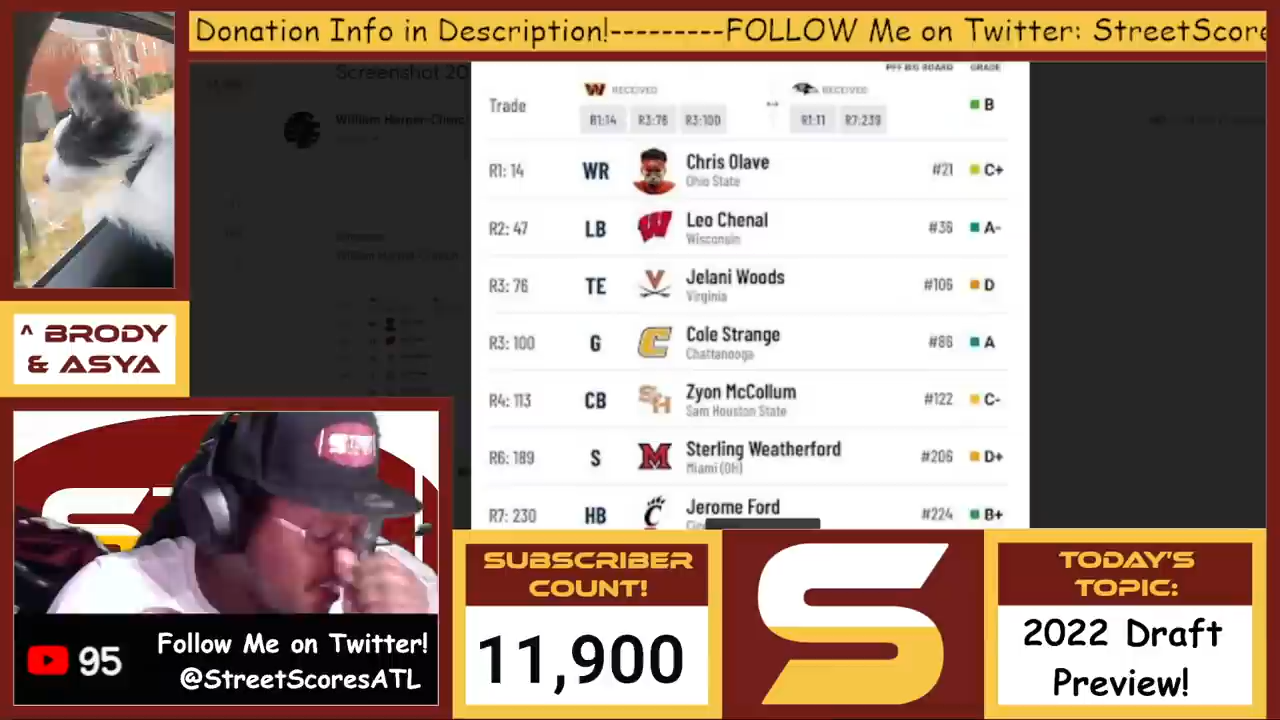 Donation Info in Description!---------FOLLOW Me on Twitter: StreetScore
Screenshot 20
PFF BIG BOARD GRADE
RECEIVED RECEIVED
Trade B
R1:14 R3:76 R3:100 R1:11 R7:239
R1: 14 WR Chris Olave #21 C+
Ohio State
R2: 47 LB Leo Chenal #36 A-
Wisconsin
R3: 76 TE Jelani Woods #106 D
Virginia
R3: 100 G Cole Strange #86 A
Chattanooga
R4: 113 CB Zyon McCollum #122 C-
Sam Houston State
R6: 189 S Sterling Weatherford #206 D+
Miami (OH)
R7: 230 HB Jerome Ford #224 B+
^ BRODY
& ASYA
95
Follow Me on Twitter!
@StreetScoresATL
SUBSCRIBER
COUNT!
11,900
TODAY'S
TOPIC:
2022 Draft
Preview!